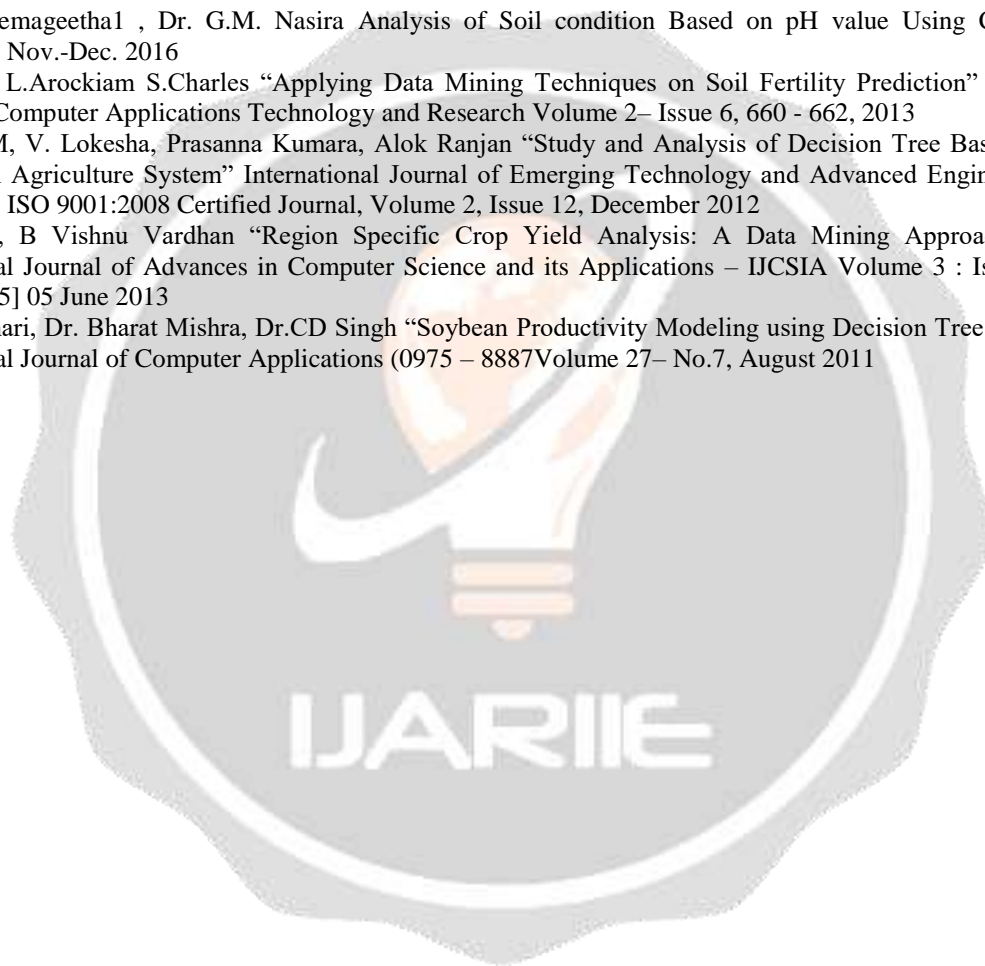 emageetha1 , Dr. G.M. Nasira Analysis of Soil condition Based on pH value Using
Nov.-Dec. 2016
L.Arockiam S.Charles “Applying Data Mining Techniques on Soil Fertility Prediction”
Computer Applications Technology and Research Volume 2– Issue 6, 660 - 662, 2013
V. Lokesha, Prasanna Kumara, Alok Ranjan “Study and Analysis of Decision Tree
Agriculture System” International Journal of Emerging Technology and Advanced
ISO 9001:2008 Certified Journal, Volume 2, Issue 12, December 2012
, B Vishnu Vardhan “Region Specific Crop Yield Analysis: A Data Mining
al Journal of Advances in Computer Science and its Applications – IJCSIA Volume 3 :
5] 05 June 2013
ari, Dr. Bharat Mishra, Dr.CD Singh “Soybean Productivity Modeling using Decision Tree
al Journal of Computer Applications (0975 – 8887Volume 27– No.7, August 2011
IJARIIE